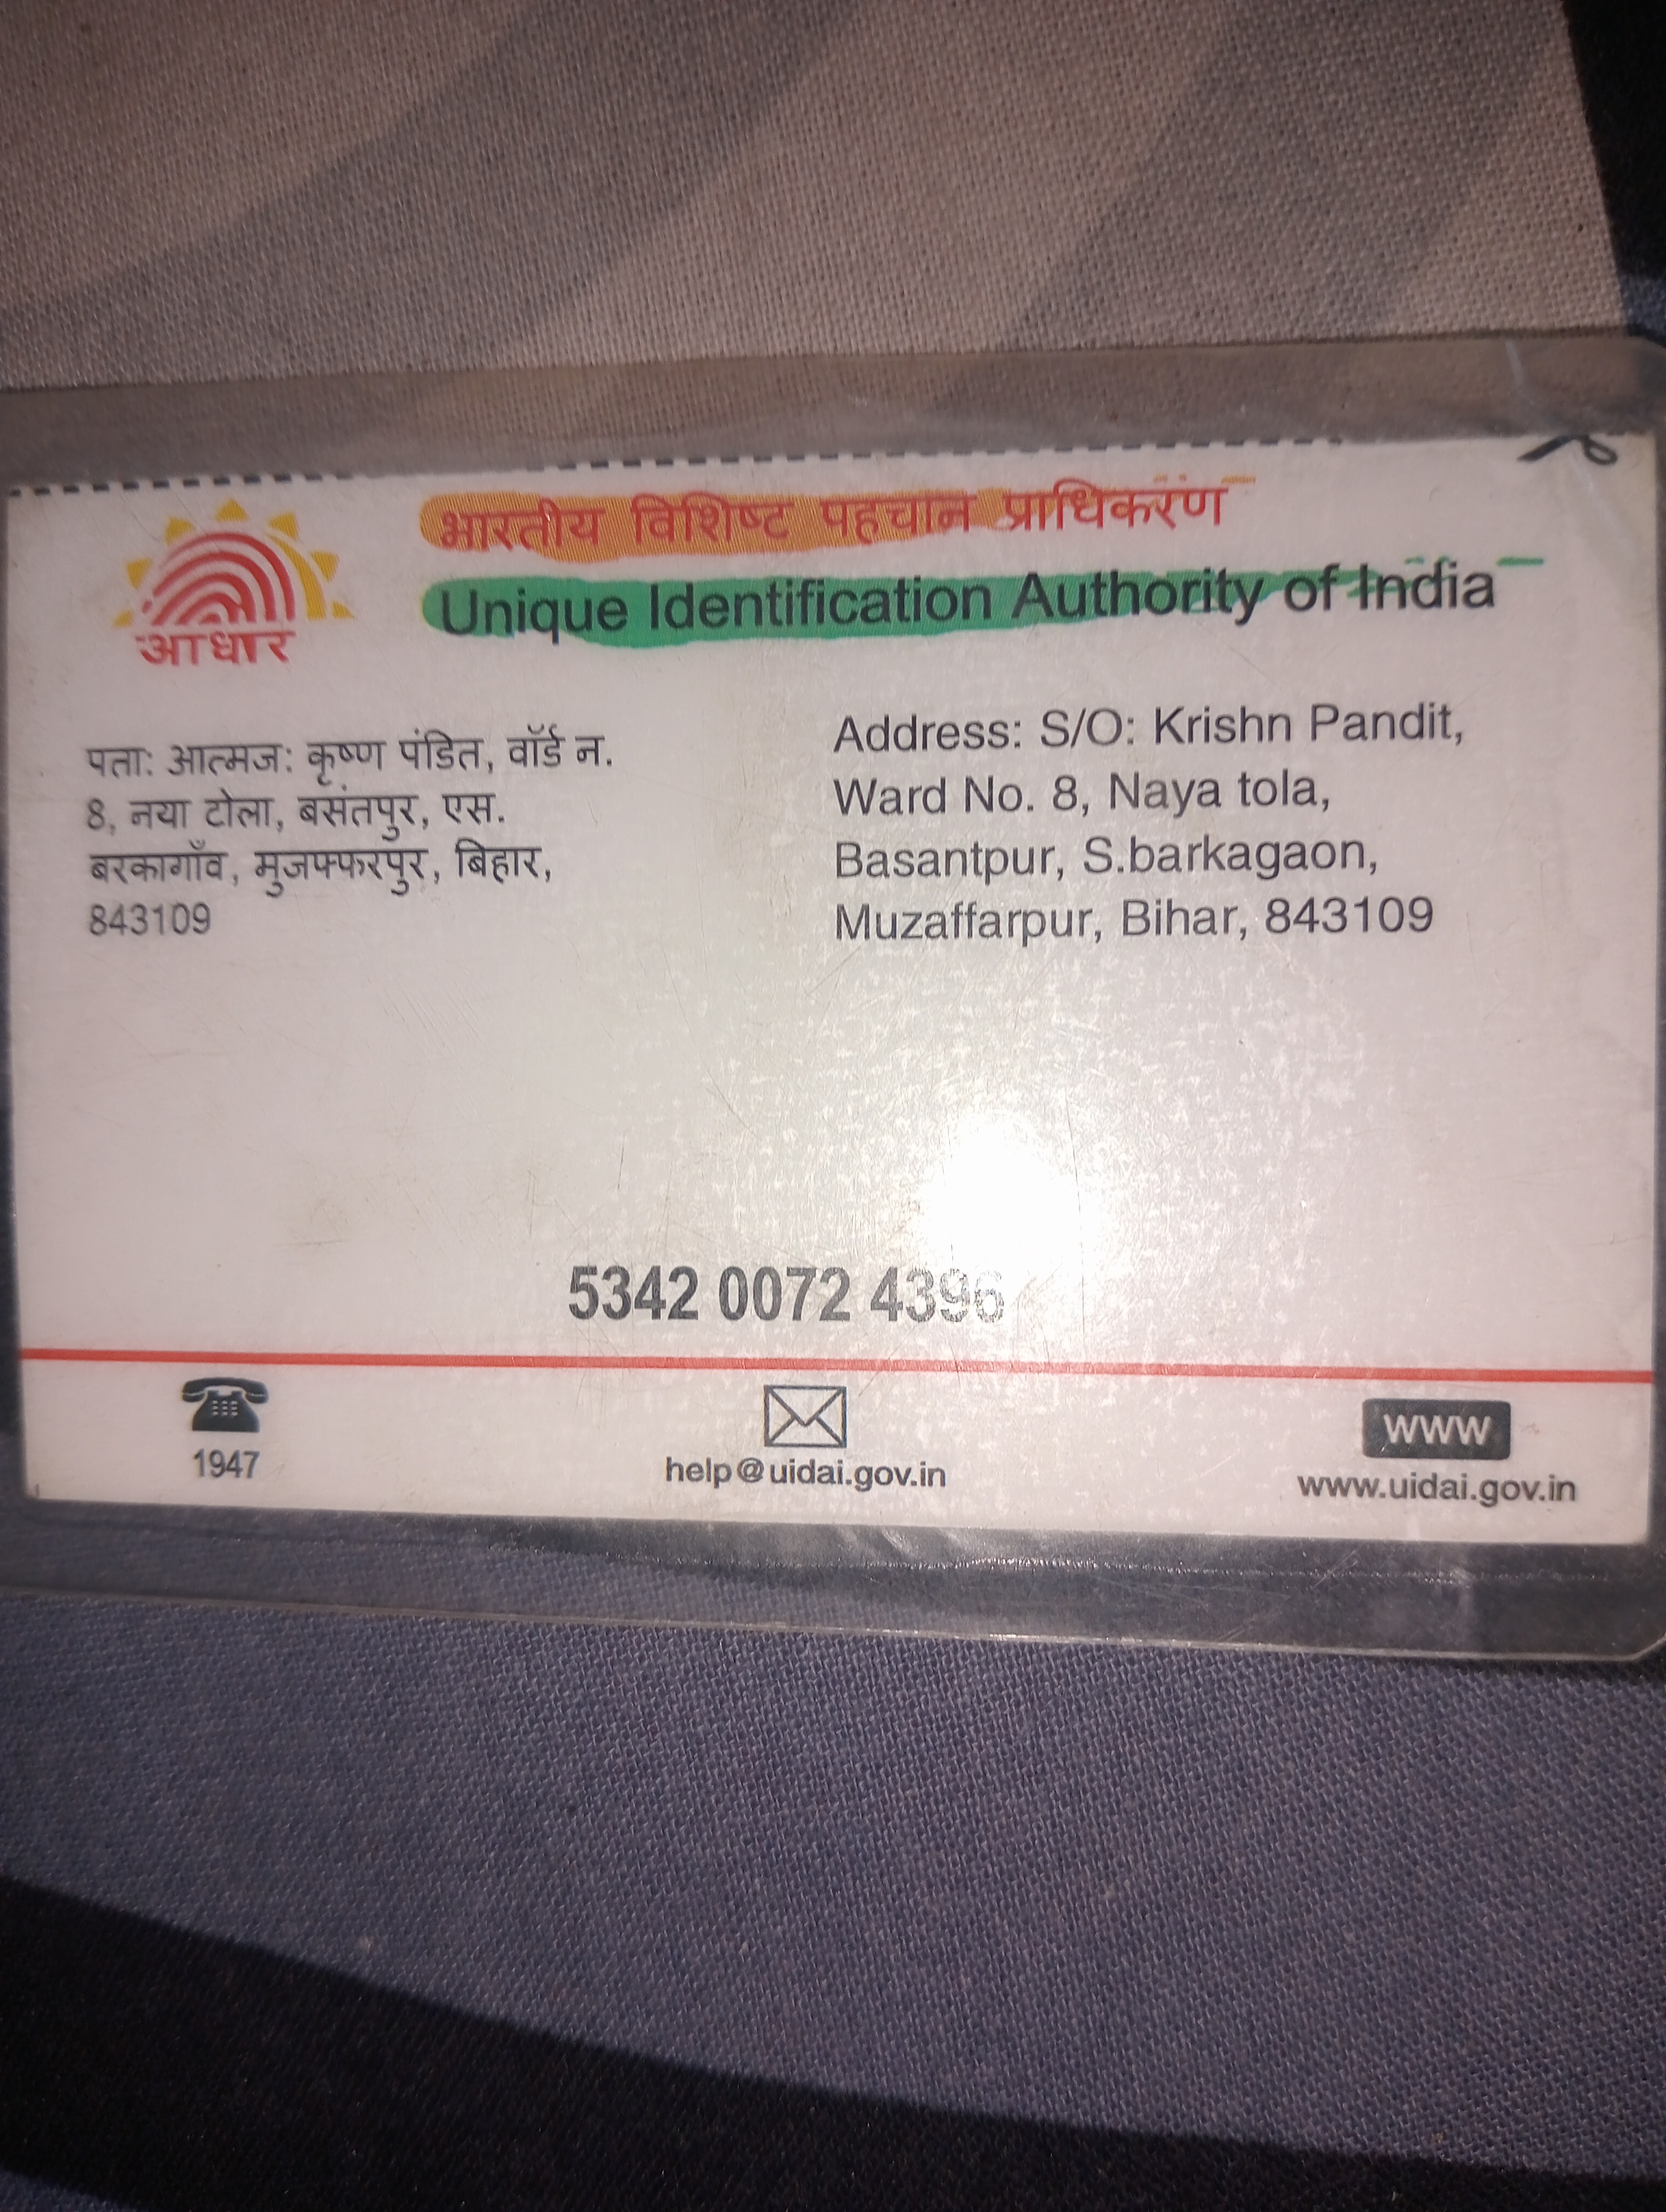 भारतीय विशिष्ट पहचान प्राधिकरण
Unique Identification Authority of India
आधार
पता: आत्मज: कृष्ण पंडित, वॉर्ड न.
8, नया टोला, बसंतपुर, एस.
बरकागाँव, मुजफ्फरपुर, बिहार,
843109
Address: S/O: Krishn Pandit,
Ward No. 8, Naya tola,
Basantpur, S.barkagaon,
Muzaffarpur, Bihar, 843109
5342 0072 4396
1947
help@uidai.gov.in
WWW
www.uidai.gov.in